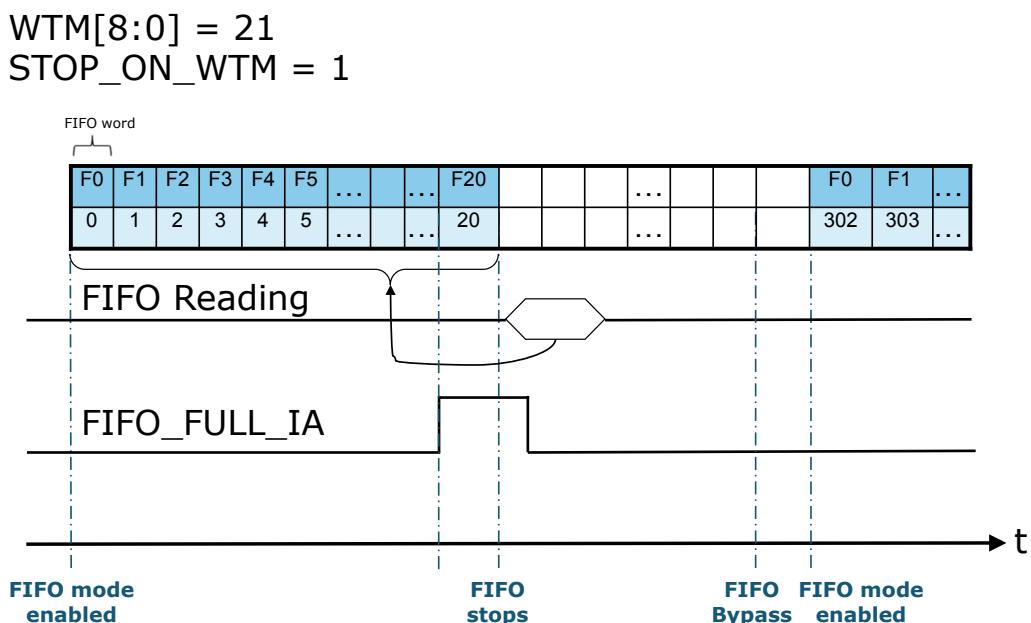 WTM[8:0] = 21
STOP_ON_WTM = 1
FIFO word
F0 F1 F2 F3 F4 F5 ... ... F20 ... F0 F1 ...
0 1 2 3 4 5 ... ... 20 ... 302 303 ...
FIFO Reading
FIFO_FULL_IA
t
FIFO mode enabled
FIFO stops
FIFO Bypass
FIFO mode enabled